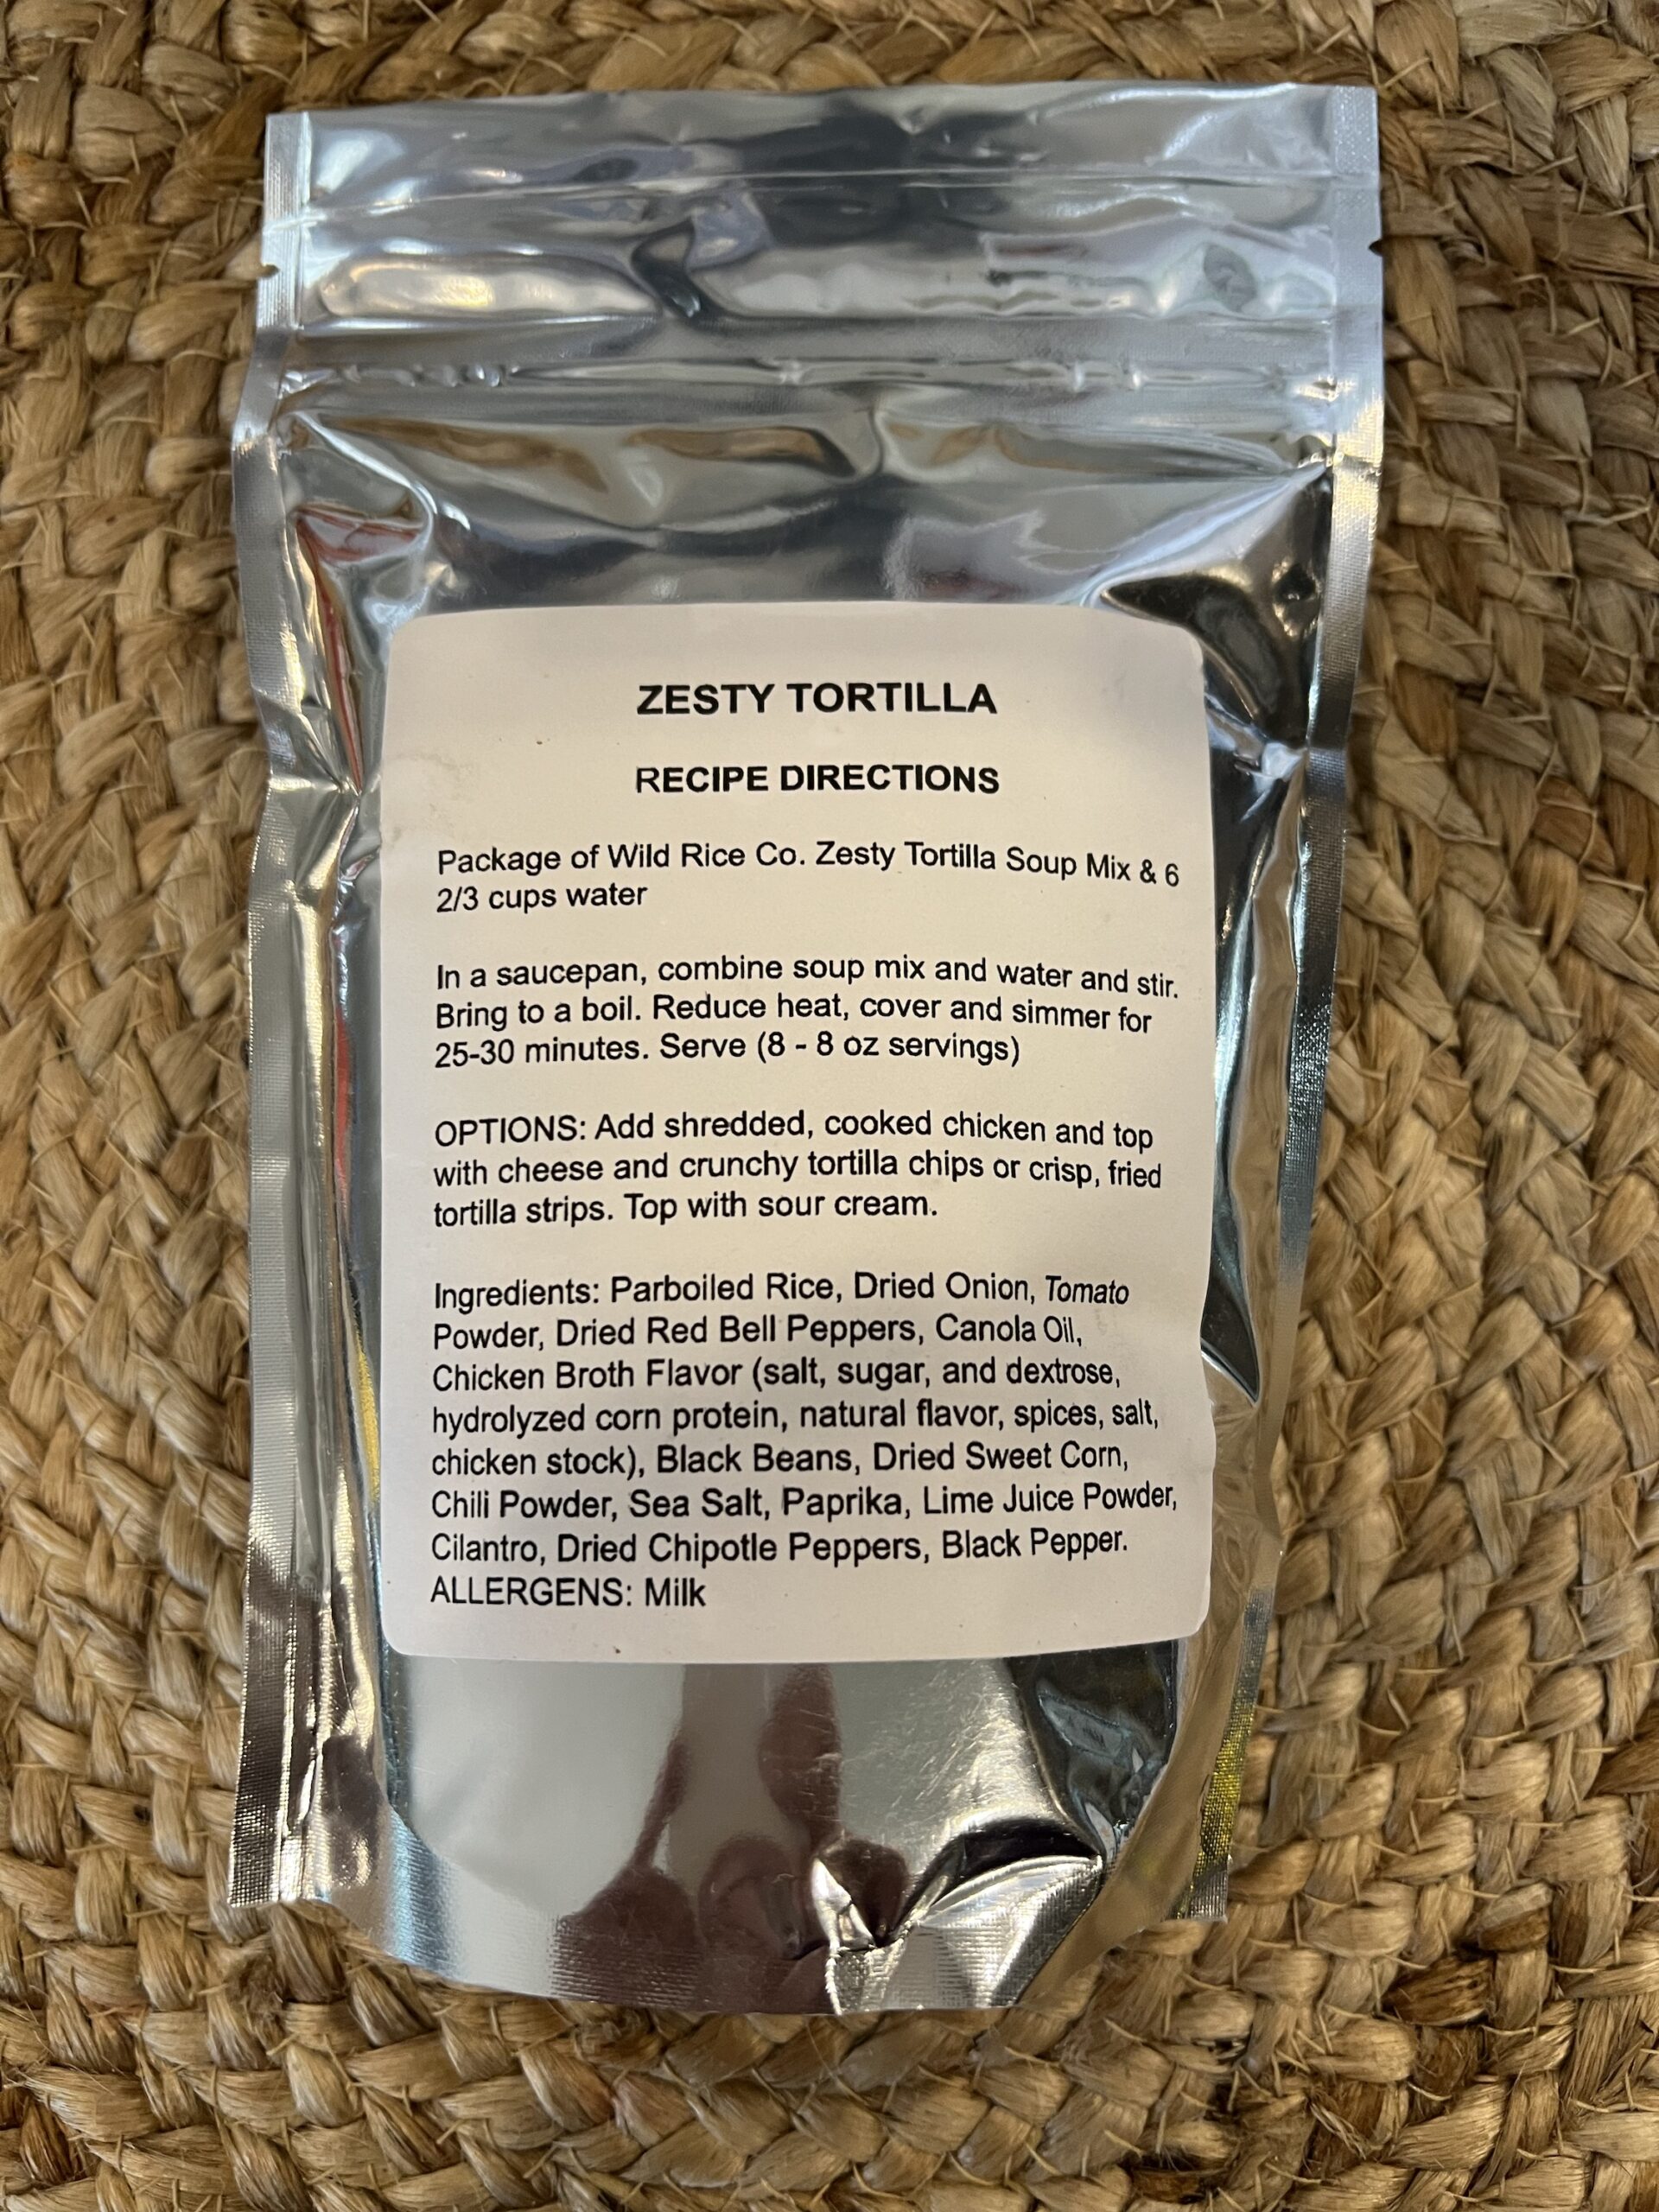 ZESTY TORTILLA
RECIPE DIRECTIONS
Package of Wild Rice Co. Zesty Tortilla Soup Mix & 6
2/3 cups water
In a saucepan, combine soup mix and water and stir.
Bring to a boil. Reduce heat, cover and simmer for
25-30 minutes. Serve (8 - 8 oz servings)
OPTIONS: Add shredded, cooked chicken and top
with cheese and crunchy tortilla chips or crisp, fried
tortilla strips. Top with sour cream.
Ingredients: Parboiled Rice, Dried Onion, Tomato
Powder, Dried Red Bell Peppers, Canola Oil,
Chicken Broth Flavor (salt, sugar, and dextrose,
hydrolyzed corn protein, natural flavor, spices, salt,
chicken stock), Black Beans, Dried Sweet Corn,
Chili Powder, Sea Salt, Paprika, Lime Juice Powder,
Cilantro, Dried Chipotle Peppers, Black Pepper.
ALLERGENS: Milk